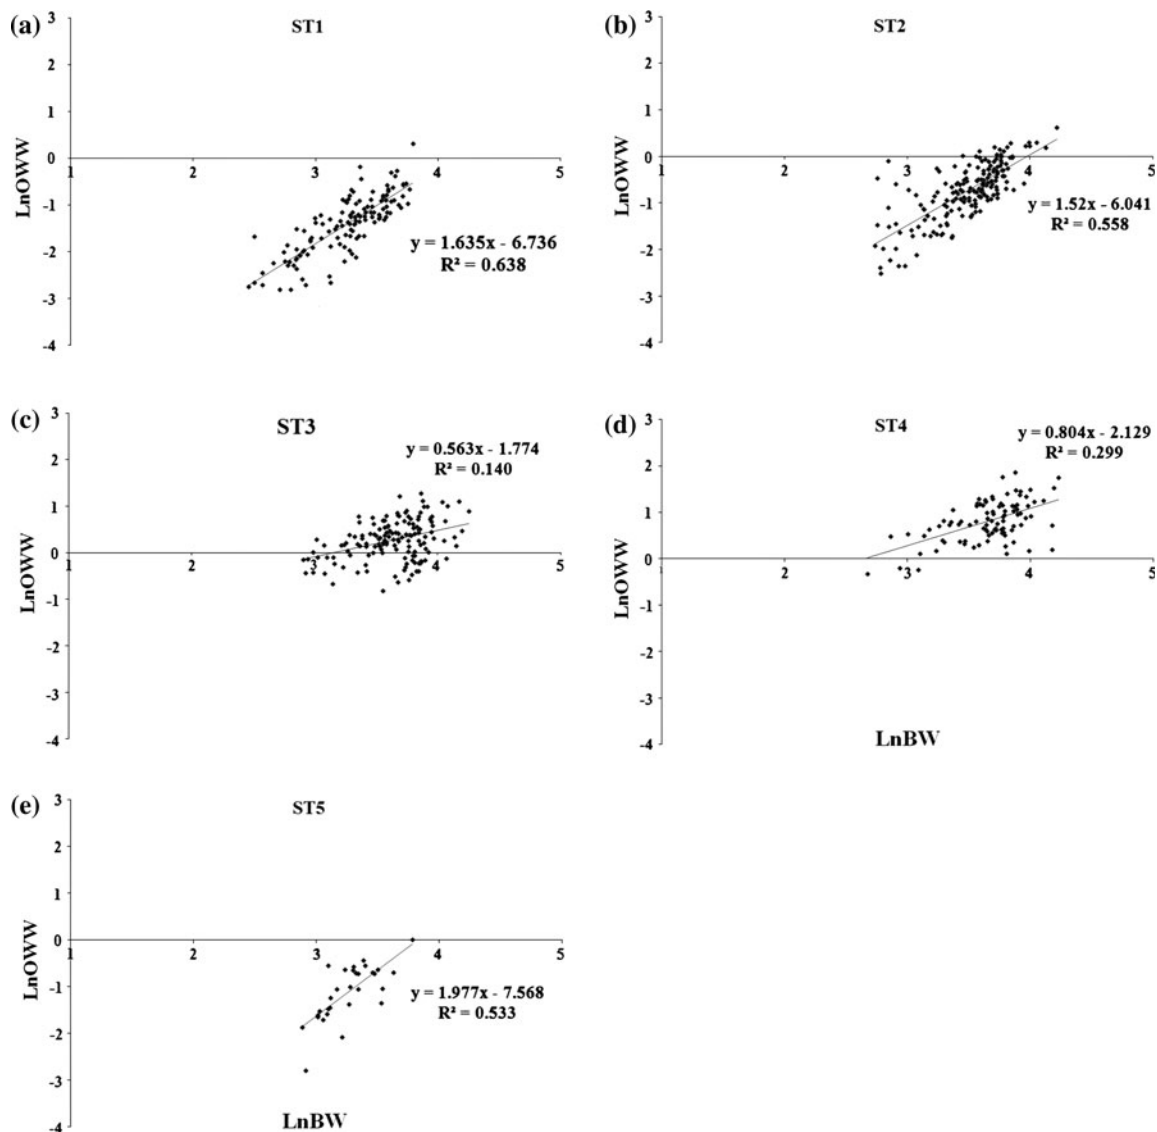 (a)
ST1
3
2
1
0
1 2 3 4 5
-1
-2
-3
-4
LnOWW
y = 1.635x - 6.736
R² = 0.638
(b)
ST2
3
2
1
0
1 2 3 4 5
-1
-2
-3
-4
LnOWW
y = 1.52x - 6.041
R² = 0.558
(c)
ST3
3
2
1
0
1 2 3 4 5
-1
-2
-3
-4
LnOWW
y = 0.563x - 1.774
R² = 0.140
(d)
ST4
3
2
1
0
1 2 3 4 5
-1
-2
-3
-4
LnOWW
y = 0.804x - 2.129
R² = 0.299
LnBW
(e)
ST5
3
2
1
0
1 2 3 4 5
-1
-2
-3
-4
LnOWW
y = 1.977x - 7.568
R² = 0.533
LnBW